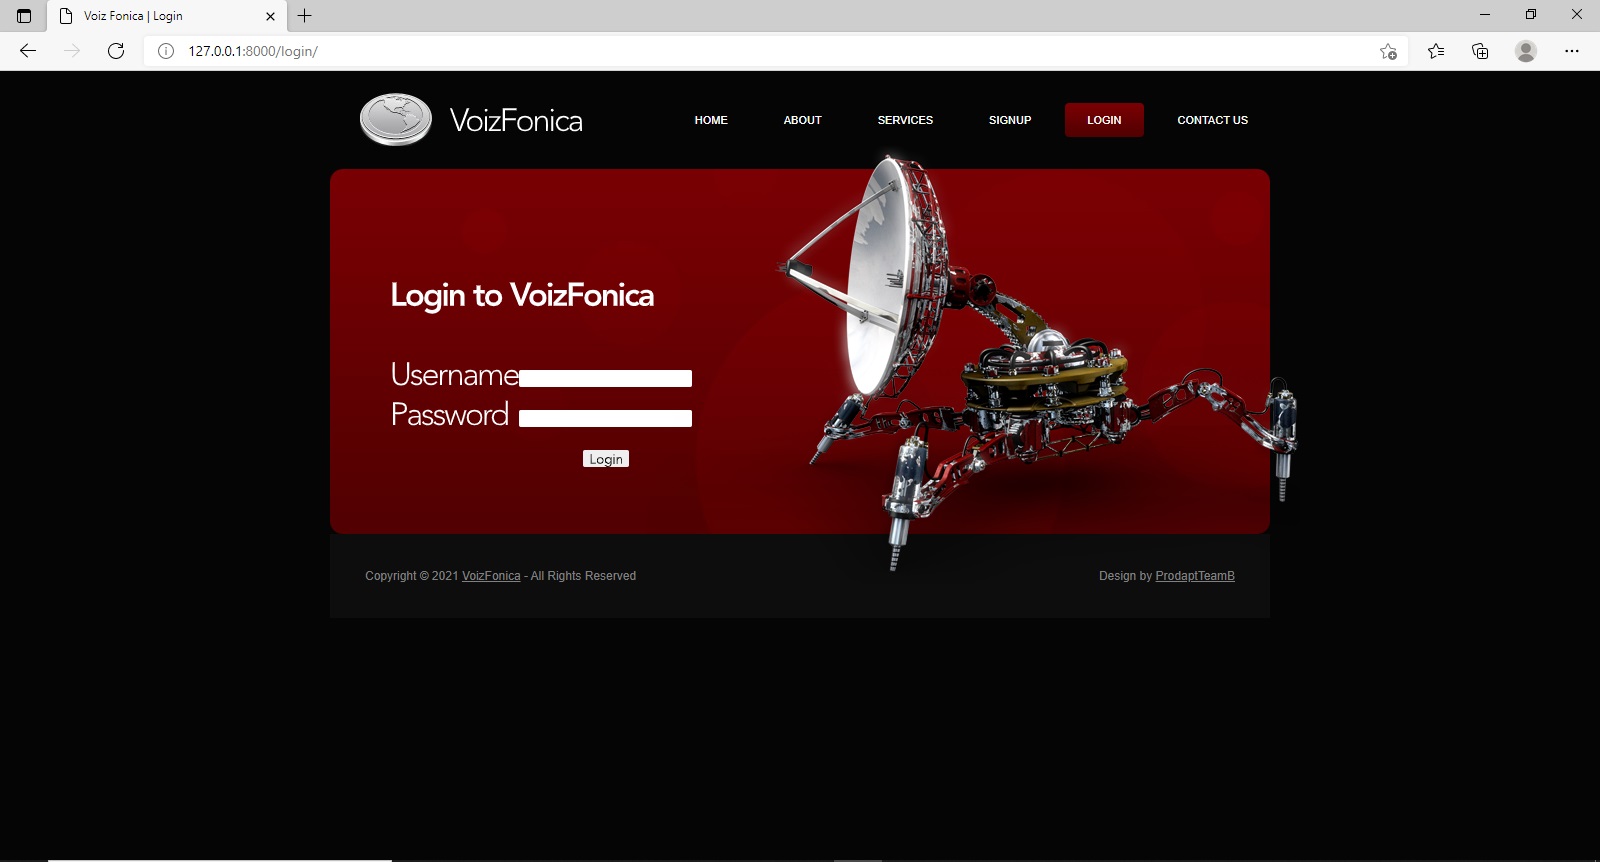 Voiz Fonica | Login
127.0.0.1:8000/login/
VoizFonica
HOME ABOUT SERVICES SIGNUP LOGIN CONTACT US
Login to VoizFonica
Username
Password
Login
Copyright © 2021 VoizFonica - All Rights Reserved
Design by ProdaptTeamB